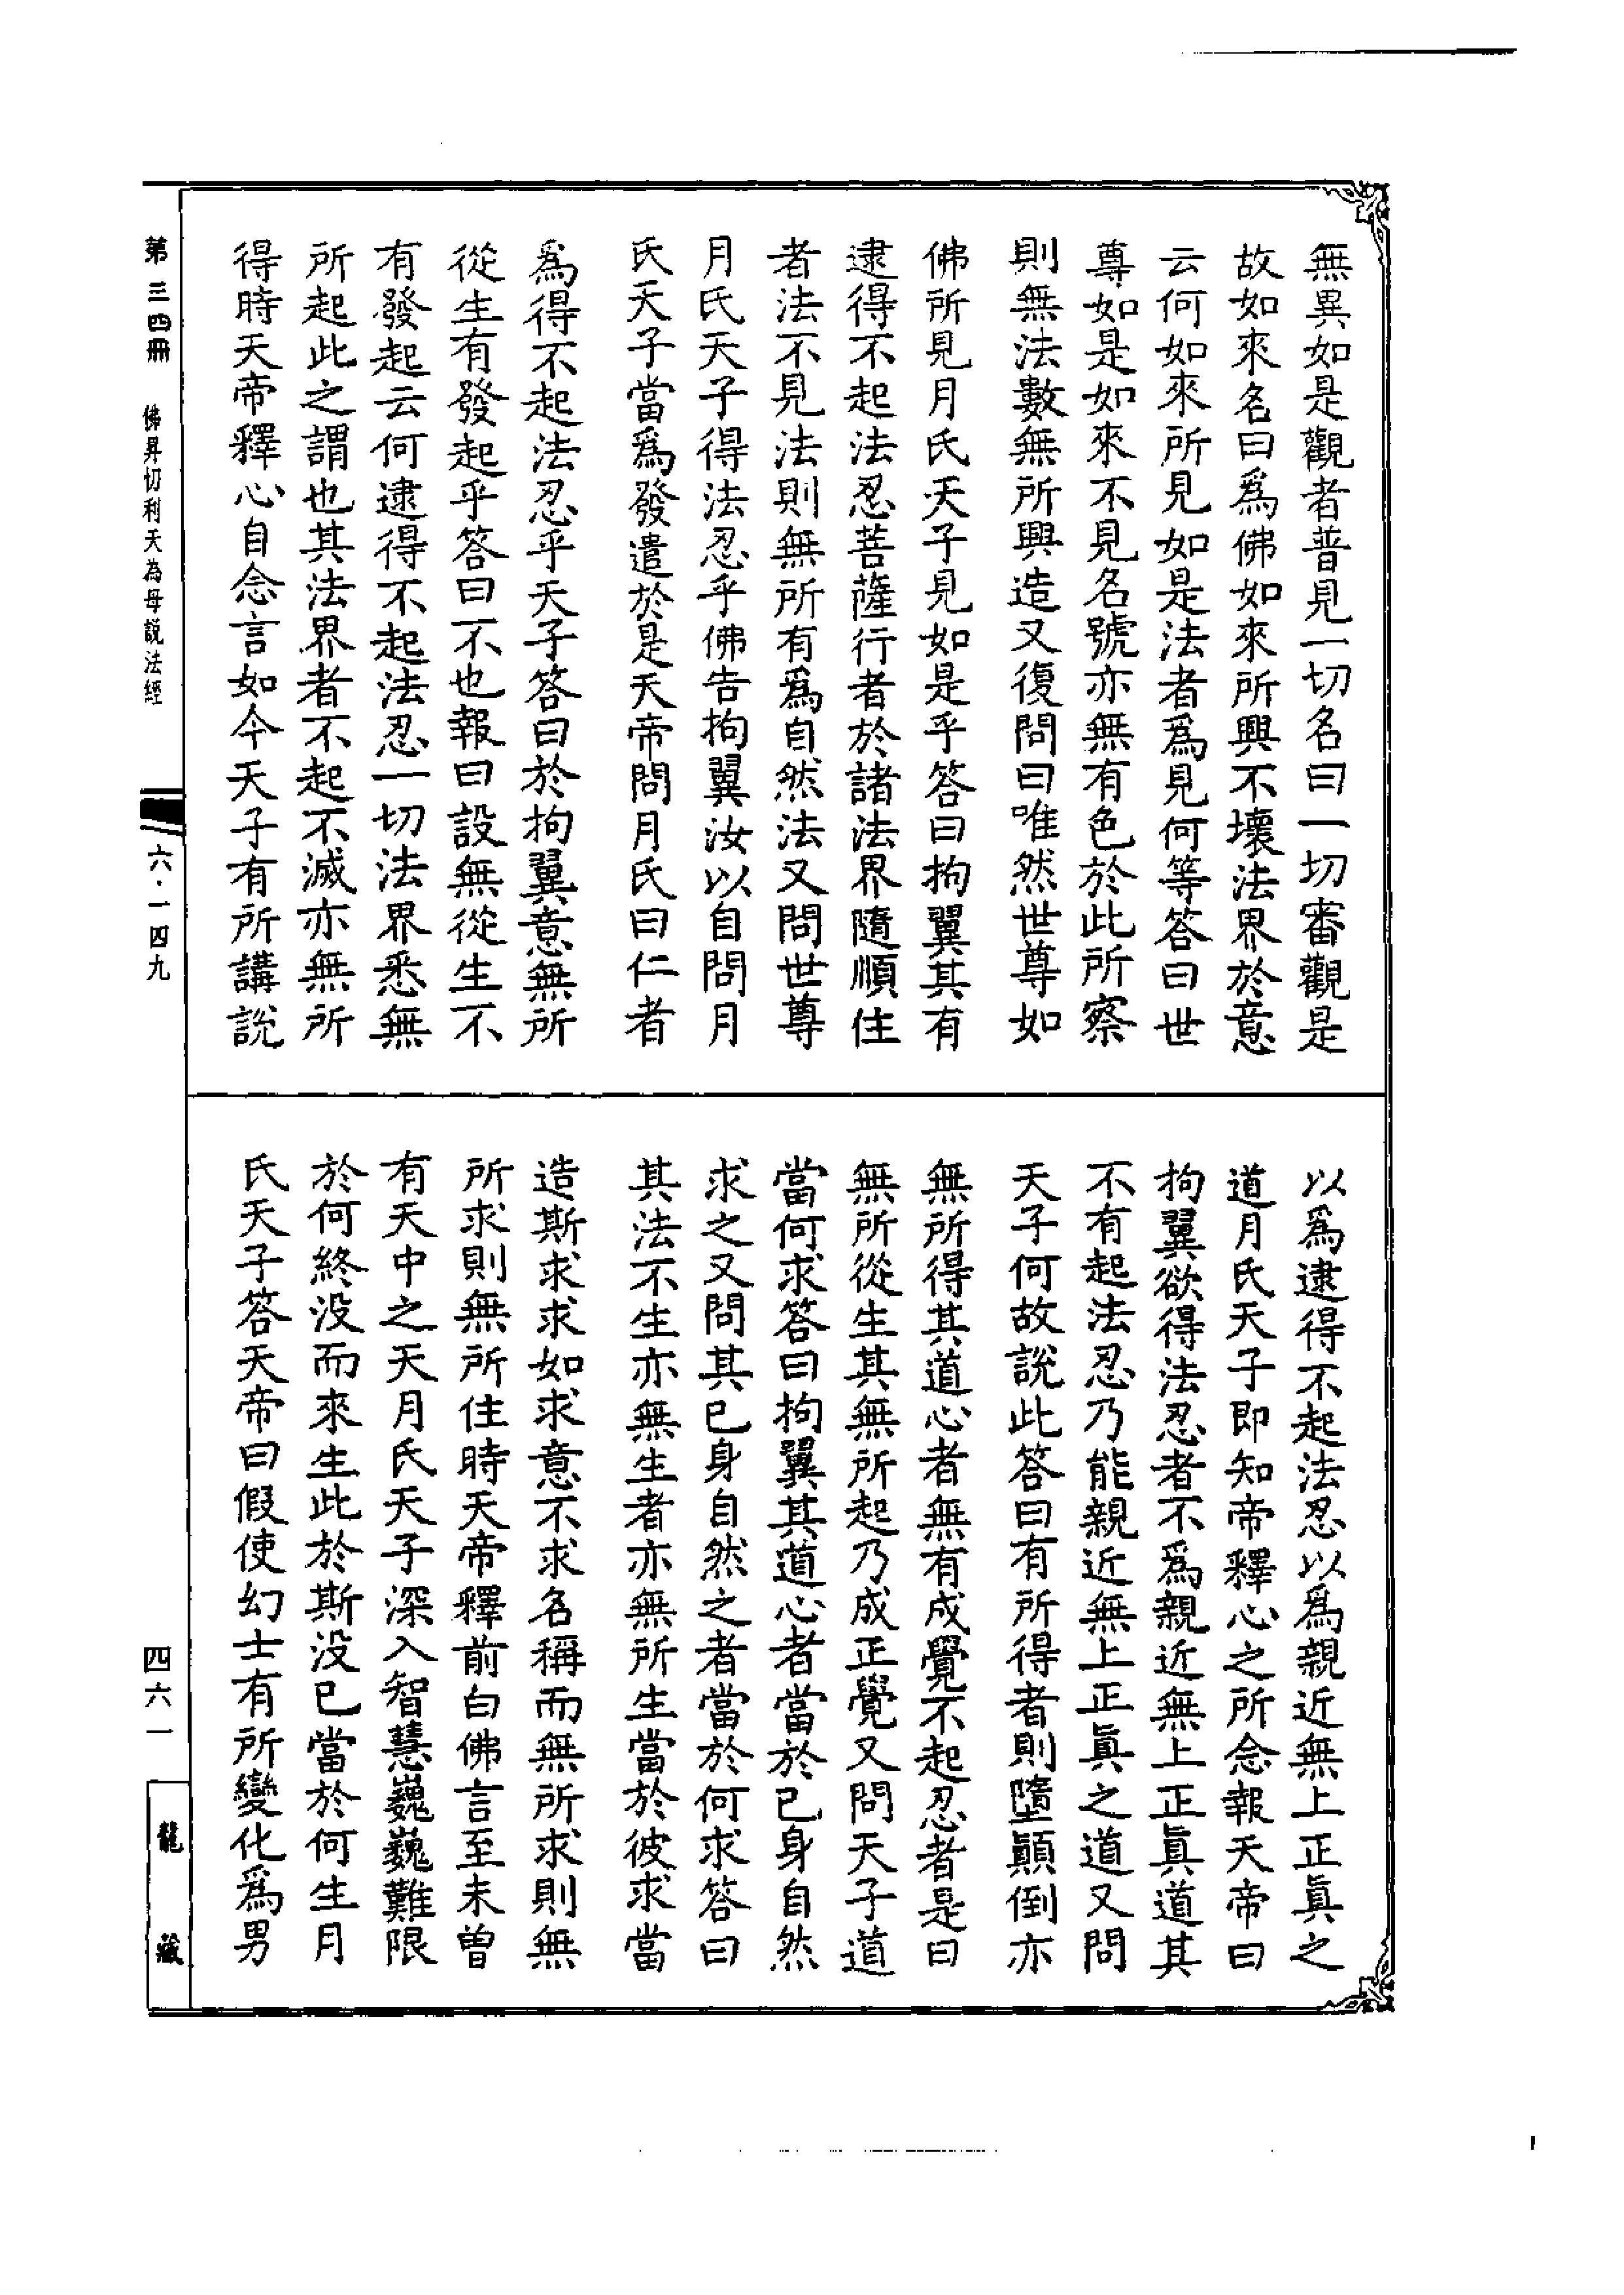 無異如是觀者普見一切名曰一切審觀是
故如來名曰爲佛如來所興不壞法界於意
云何如來所見如是法者爲見何等答曰世
尊如是如來不見名號亦無有色於此所察
則無法數無所興造又復問曰唯然世尊如
佛所見月氏天子見如是乎答曰拘翼其有
逮得不起法忍菩薩行者於諸法界隨順住
者法不見法則無所有爲自然法又問世尊
月氏天子得法忍乎佛告拘翼汝以自問月
氏天子當爲發遣於是天帝問月氏曰仁者
爲得不起法忍乎天子答曰於拘翼意無所
從生有發起乎答曰不也報曰設無從生不
有發起云何逮得不起法忍一切法界悉無
所起此之謂也其法界者不起不滅亦無所
得時天帝釋心自念言如今天子有所講說
以爲逮得不起法忍以爲親近無上正眞之
道月氏天子即知帝釋心之所念報天帝曰
拘翼欲得法忍者不爲親近無上正眞道其
不有起法忍乃能親近無上正眞之道又問
天子何故說此答曰有所得者則墮顚倒亦
無所得其道心者無有成覺不起忍者是曰
無所從生其無所起乃成正覺又問天子道
當何求答曰拘翼其道心者當於已身自然
求之又問其已身自然之者當於何求答曰
其法不生亦無生者亦無所生當於彼求當
造斯求求如求意不求名稱而無所求則無
所求則無所住時天帝釋前白佛言至未曾
有天中之天月氏天子深入智慧巍巍難限
於何終没而來生此於斯没已當於何生月
氏天子答天帝曰假使幻士有所變化爲男
第三四冊　佛昇忉利天為母説法經
六·一四九
四六一
龍藏